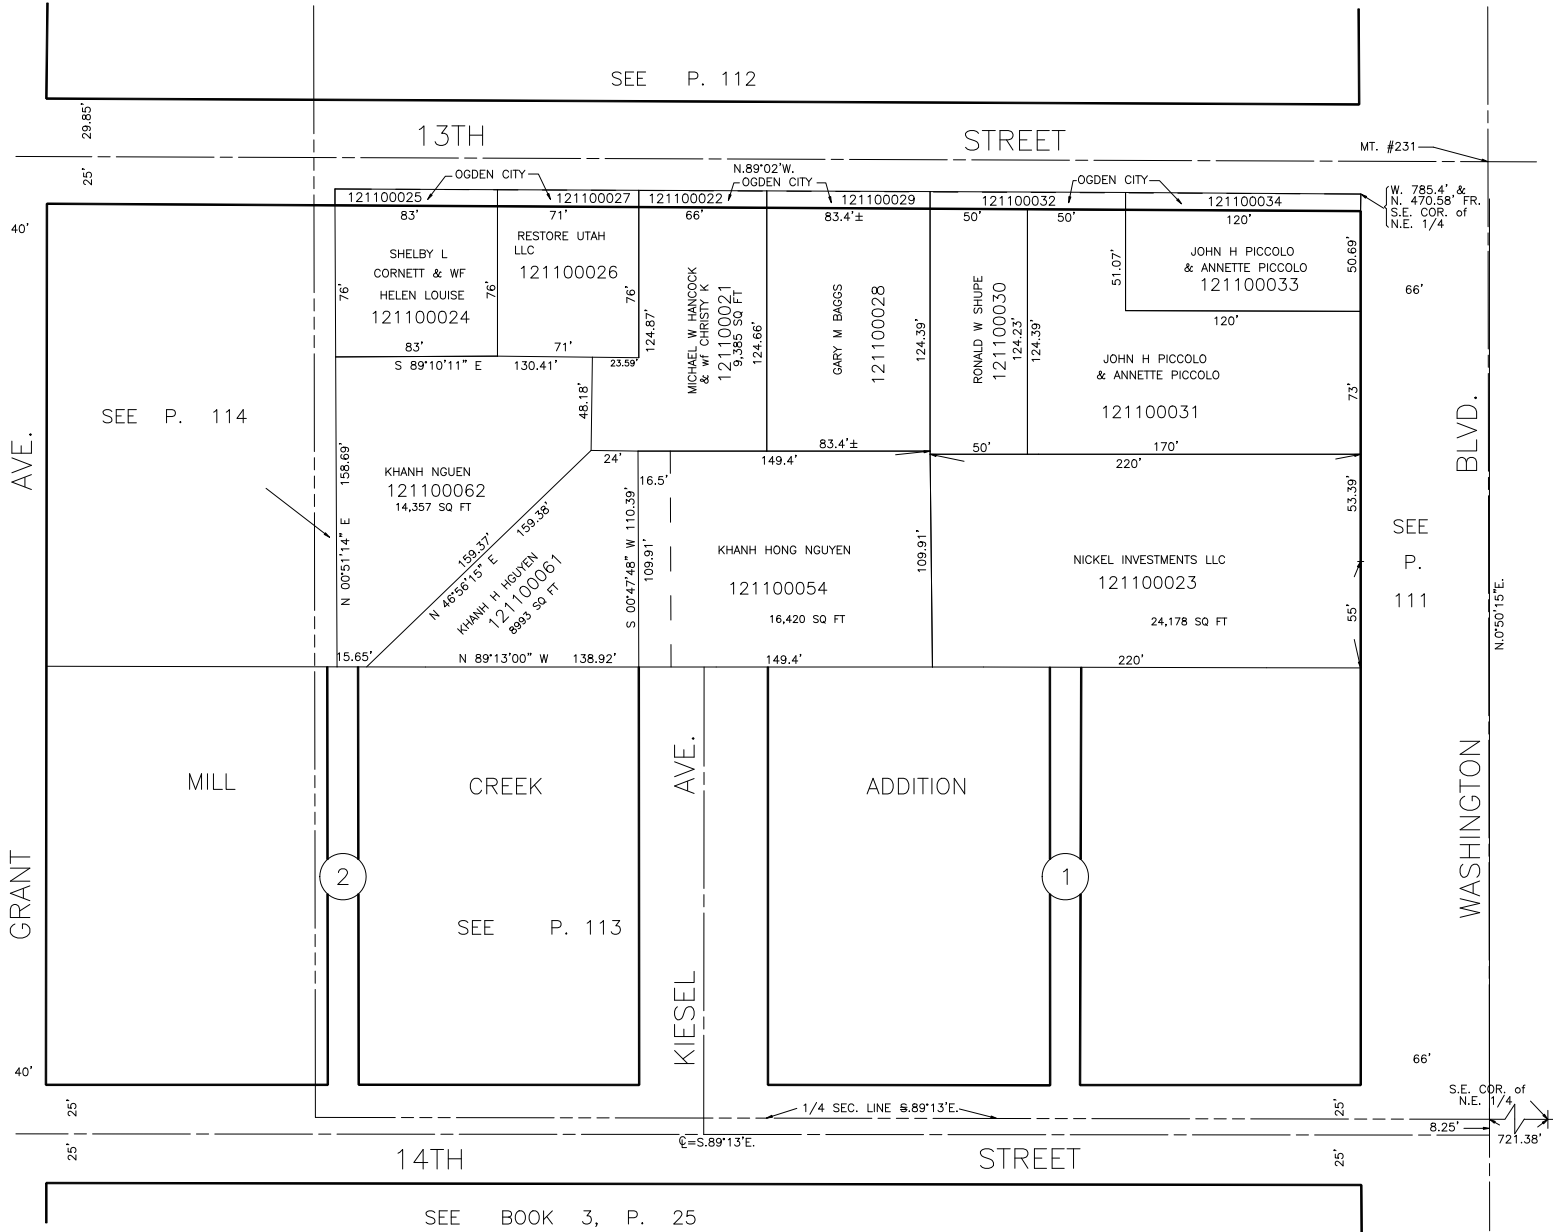 SEE P. 112
29.85'
13TH STREET
MT. #231
25'
N.89°02'W.
OGDEN CITY
OGDEN CITY
OGDEN CITY
W. 785.4' &
N. 470.58' FR.
S.E. COR. of
N.E. 1/4
121100025
121100027
121100022
121100029
121100032
121100034
83'
71'
66'
83.4'±
50'
50'
120'
40'
SHELBY L
CORNETT & WF
HELEN LOUISE
121100024
76'
76'
83'
RESTORE UTAH
LLC
121100026
76'
71'
MICHAEL W HANCOCK
& wf CHRISTY K
121100021
9,385 SQ FT
124.87'
124.66'
GARY M BAGGS
121100028
124.39'
83.4'±
RONALD W SHUPE
121100030
124.23'
124.39'
50'
51.07'
JOHN H PICCOLO
& ANNETTE PICCOLO
121100033
50.69'
120'
66'
JOHN H PICCOLO
& ANNETTE PICCOLO
121100031
73'
170'
S 89°10'11" E 130.41'
23.59'
48.18'
SEE P. 114
AVE.
BLVD.
158.69'
N 00°51'14" E
KHANH NGUEN
121100062
14,357 SQ FT
24'
159.37'
159.38'
N 46°56'15" E
KHANH H HGUYEN
121100061
8993 SQ FT
S 00°47'48" W 110.39'
109.91'
16.5'
149.4'
KHANH HONG NGUYEN
121100054
16,420 SQ FT
109.91'
220'
53.39'
NICKEL INVESTMENTS LLC
121100023
24,178 SQ FT
55'
SEE
P.
111
N.0°50'15"E.
15.65'
N 89°13'00" W 138.92'
149.4'
220'
MILL CREEK ADDITION
AVE.
KIESEL
GRANT
WASHINGTON
2
1
SEE P. 113
40'
66'
25'
1/4 SEC. LINE S.89°13'E.
25'
S.E. COR. of
N.E. 1/4
8.25'
721.38'
25'
℄=S.89°13'E.
25'
14TH STREET
SEE BOOK 3, P. 25